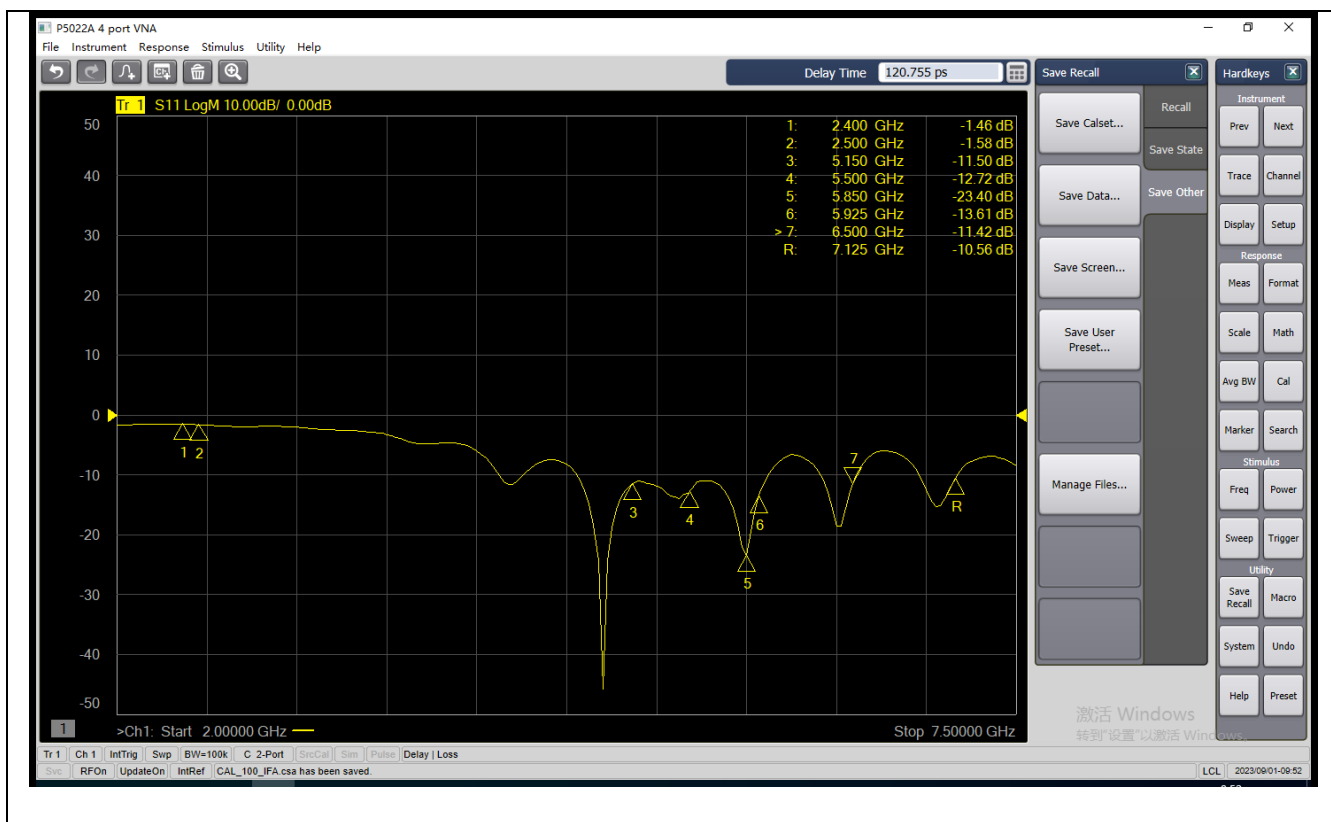 P5022A 4 port VNA
File Instrument Response Stimulus Utility Help
Delay Time 120.755 ps
Tr 1 S11 LogM 10.00dB/ 0.00dB
1: 2.400 GHz -1.46 dB
2: 2.500 GHz -1.58 dB
3: 5.150 GHz -11.50 dB
4: 5.500 GHz -12.72 dB
5: 5.850 GHz -23.40 dB
6: 5.925 GHz -13.61 dB
> 7: 6.500 GHz -11.42 dB
R: 7.125 GHz -10.56 dB
50
40
30
20
10
0
-10
-20
-30
-40
-50
1 2
3
4
5
6
7
R
1
>Ch1: Start 2.00000 GHz
Stop 7.50000 GHz
Save Recall
Save Calset...
Save Data...
Save Screen...
Save User
Preset...
Manage Files...
Recall
Save State
Save Other
Hardkeys
Instrument
Prev Next
Trace Channel
Display Setup
Response
Meas Format
Scale Math
Avg BW Cal
Marker Search
Stimulus
Freq Power
Sweep Trigger
Utility
Save
Recall
Macro
System Undo
Help Preset
激活 Windows
转到"设置"以激活 Windows。
Tr 1 Ch 1 IntTrig Swp BW=100k C 2-Port SrcCal Sim Pulse Delay | Loss
Svc RFOn UpdateOn IntRef CAL_100_IFA.csa has been saved.
LCL 2023/09/01-09:52